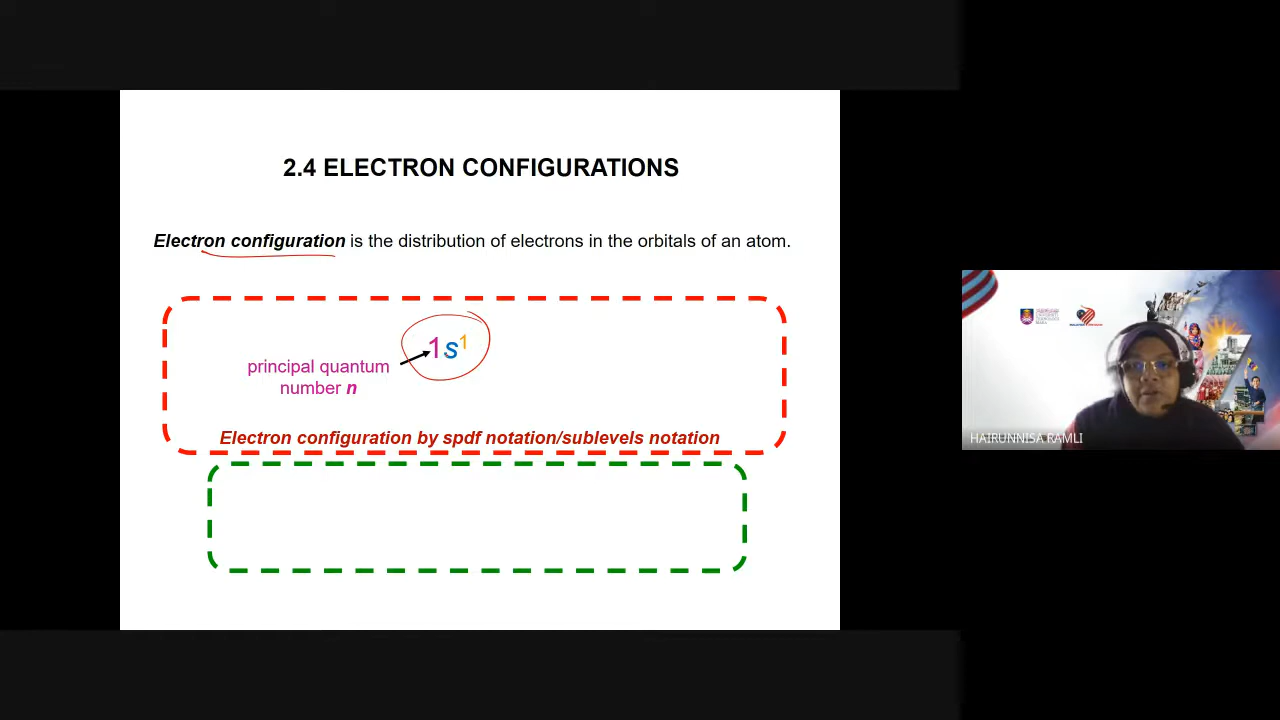 2.4 ELECTRON CONFIGURATIONS
Electron configuration is the distribution of electrons in the orbitals of an atom.
1s¹
principal quantum
number n
Electron configuration by spdf notation/sublevels notation
HAIRUNNISA RAMLI